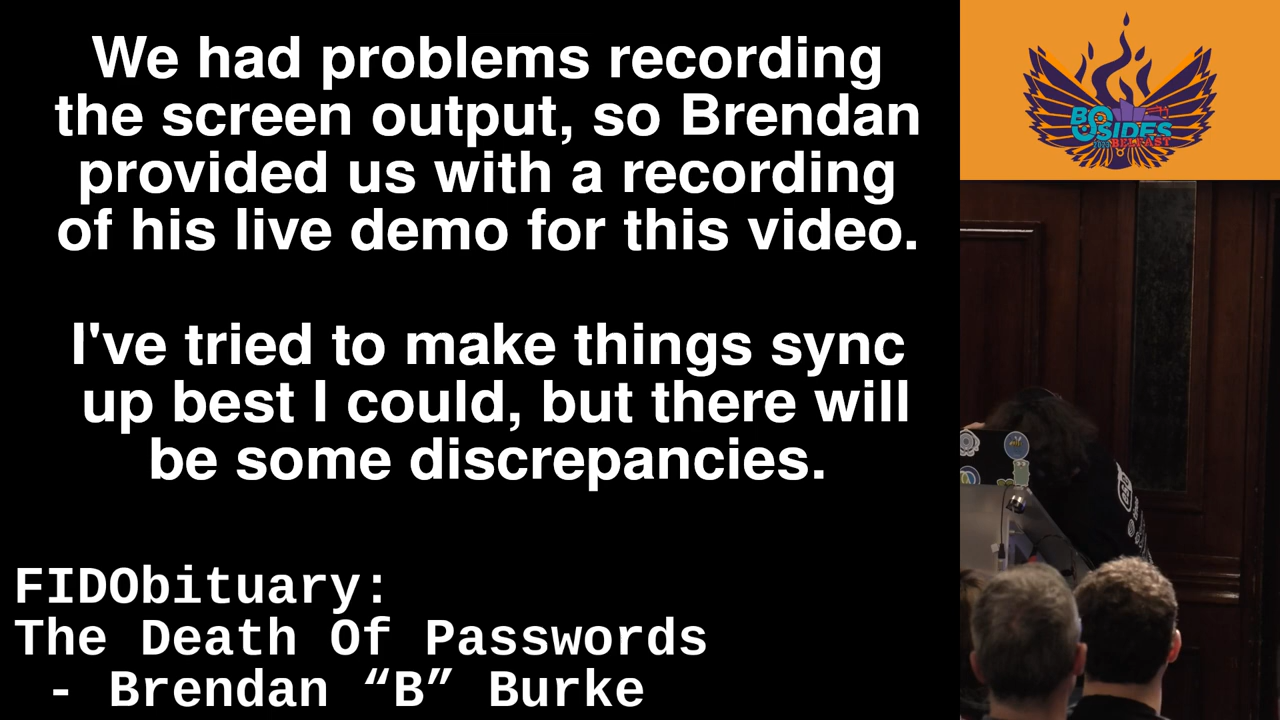 We had problems recording
the screen output, so Brendan
provided us with a recording
of his live demo for this video.
I've tried to make things sync
up best I could, but there will
be some discrepancies.
FIDObituary:
The Death Of Passwords
- Brendan “B” Burke
BSIDES
BELFAST